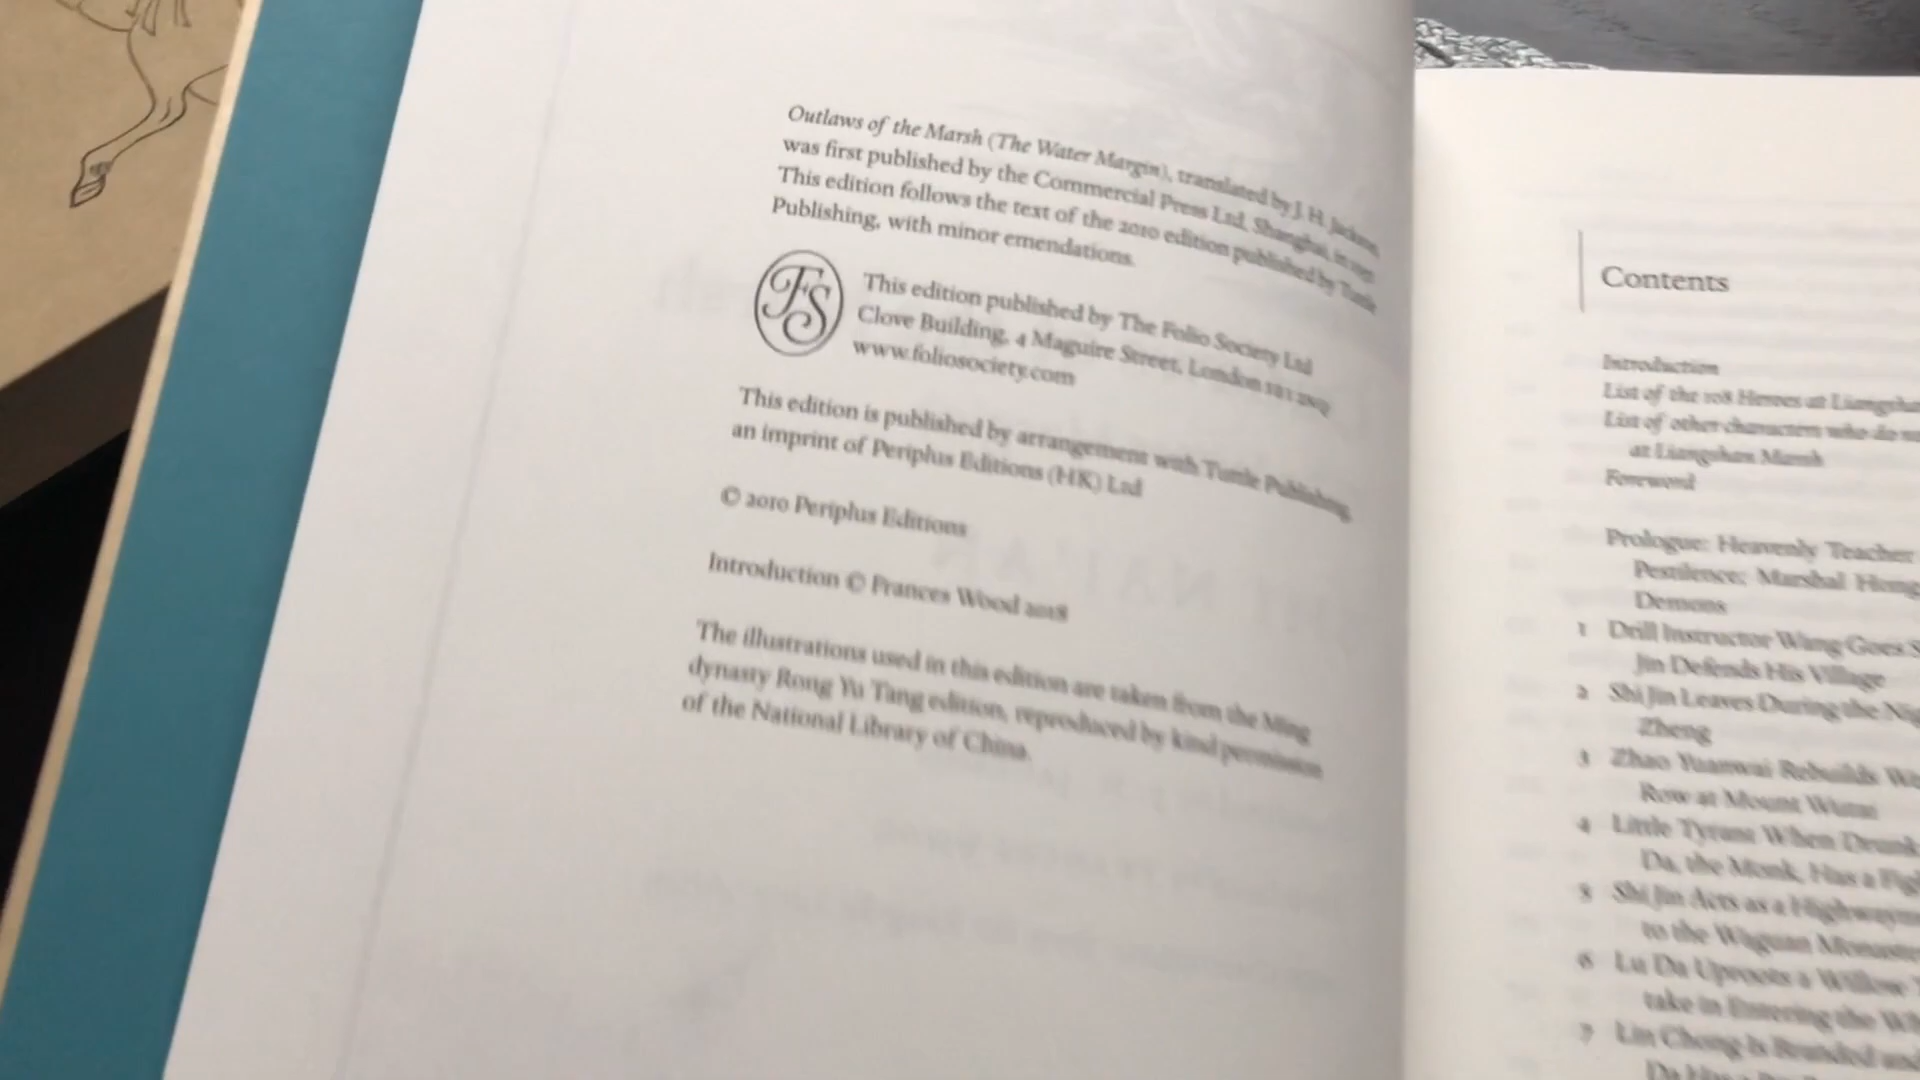 Outlaws of the Marsh (The Water Margin), translated by J. H. Jackson,
was first published by the Commercial Press Ltd, Shanghai, in
This edition follows the text of the 2010 edition published by Tuttle
Publishing, with minor emendations.
FS
This edition published by The Folio Society Ltd
Clove Building, 4 Maguire Street, London SE1 2NQ
www.foliosociety.com
This edition is published by arrangement with Tuttle Publishing,
an imprint of Periplus Editions (HK) Ltd
© 2010 Periplus Editions
Introduction © Frances Wood 2018
The illustrations used in this edition are taken from the Ming
dynasty Rong Yu Tang edition, reproduced by kind permission
of the National Library of China.
Contents
Introduction
List of the 108 Heroes at Liangshan
List of other characters who do
at Liangshan Marsh
Foreword
Prologue: Heavenly Teacher
Pestilence; Marshal Hong
Demons
1 Drill Instructor Wang Goes
Jin Defends His Village
2 Shi Jin Leaves During the
Zheng
3 Zhao Yuanwai Rebuilds
Row at Mount Wutai
4 Little Tyrant When Drunk
Da, the Monk, Has a
5 Shi Jin Acts as a
to the Waguan
6 Lu Da Uproots a Willow
take in Entering the
7 Lin Chong Is Branded and
Da Has a